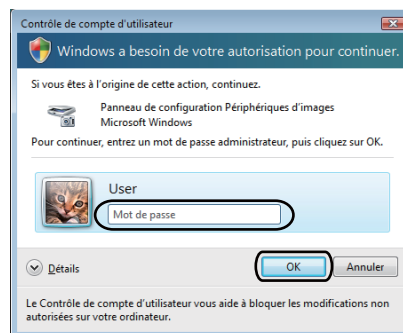 Contrôle de compte d'utilisateur
Windows a besoin de votre autorisation pour continuer.
Si vous êtes à l'origine de cette action, continuez.
Panneau de configuration Périphériques d'images
Microsoft Windows
Pour continuer, entrez un mot de passe administrateur, puis cliquez sur OK.
User
Mot de passe
Détails
OK
Annuler
Le Contrôle de compte d'utilisateur vous aide à bloquer les modifications non
autorisées sur votre ordinateur.